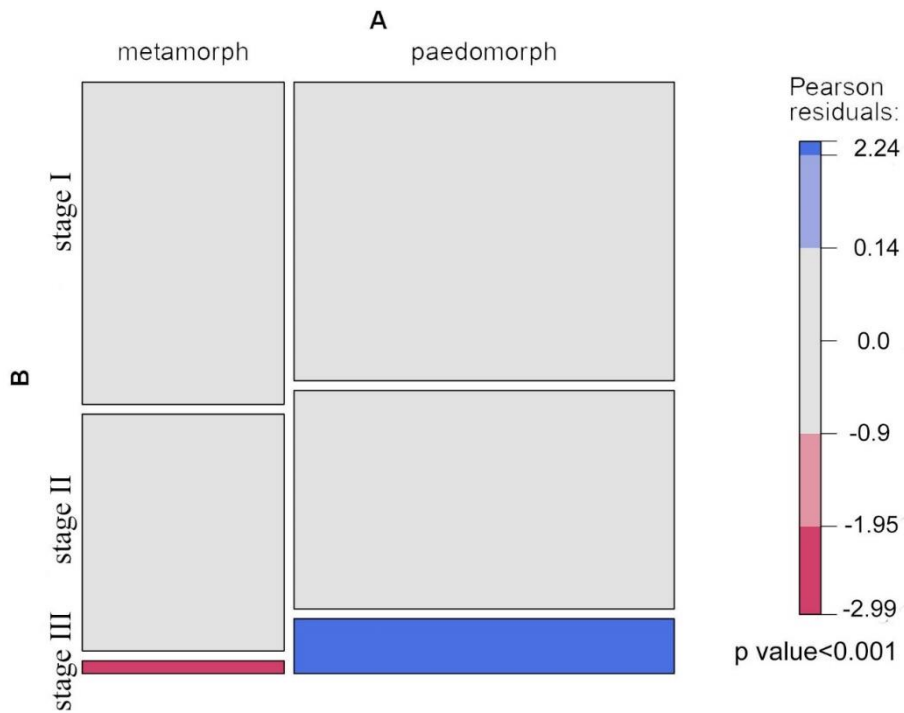 A
metamorph paedomorph
Pearson
residuals:
2.24
0.14
0.0
-0.9
-1.95
-2.99
p value<0.001
B
stage I
stage II
stage III